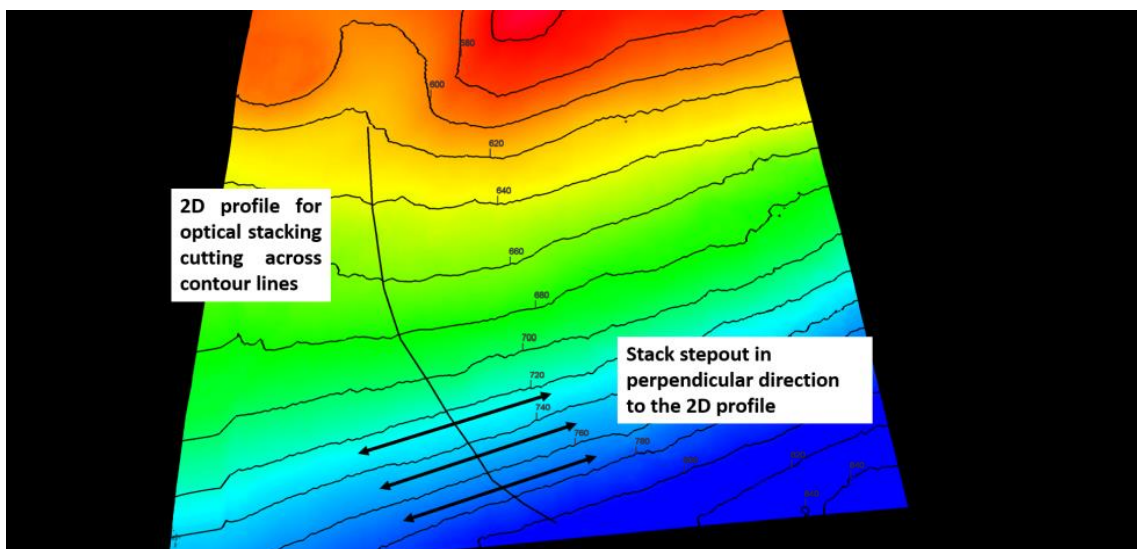 580
600
620
640
2D profile for
optical stacking
cutting across
contour lines
660
680
700
Stack stepout in
perpendicular direction
to the 2D profile
720
740
760
780